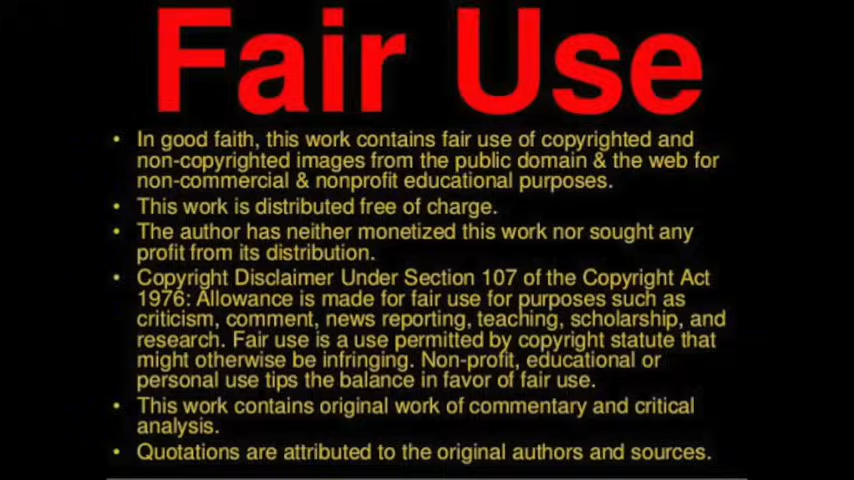 Fair Use
• In good faith, this work contains fair use of copyrighted and
non-copyrighted images from the public domain & the web for
non-commercial & nonprofit educational purposes.
• This work is distributed free of charge.
• The author has neither monetized this work nor sought any
profit from its distribution.
• Copyright Disclaimer Under Section 107 of the Copyright Act
1976: Allowance is made for fair use for purposes such as
criticism, comment, news reporting, teaching, scholarship, and
research. Fair use is a use permitted by copyright statute that
might otherwise be infringing. Non-profit, educational or
personal use tips the balance in favor of fair use.
• This work contains original work of commentary and critical
analysis.
• Quotations are attributed to the original authors and sources.